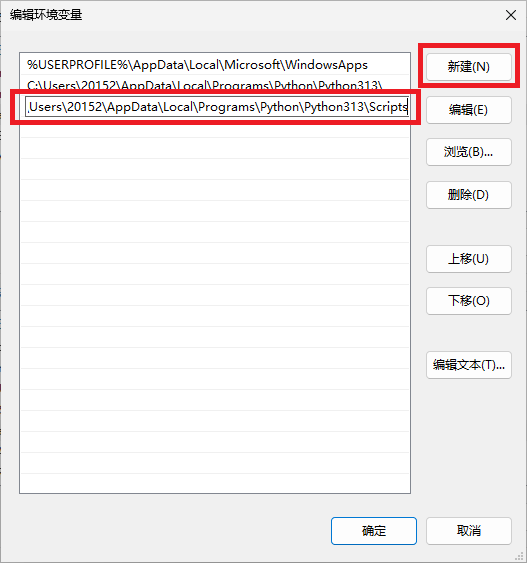 编辑环境变量
%USERPROFILE%\AppData\Local\Microsoft\WindowsApps
C:\Users\20152\AppData\Local\Programs\Python\Python313\
\Users\20152\AppData\Local\Programs\Python\Python313\Scripts
新建(N)
编辑(E)
浏览(B)...
删除(D)
上移(U)
下移(O)
编辑文本(T)...
确定
取消